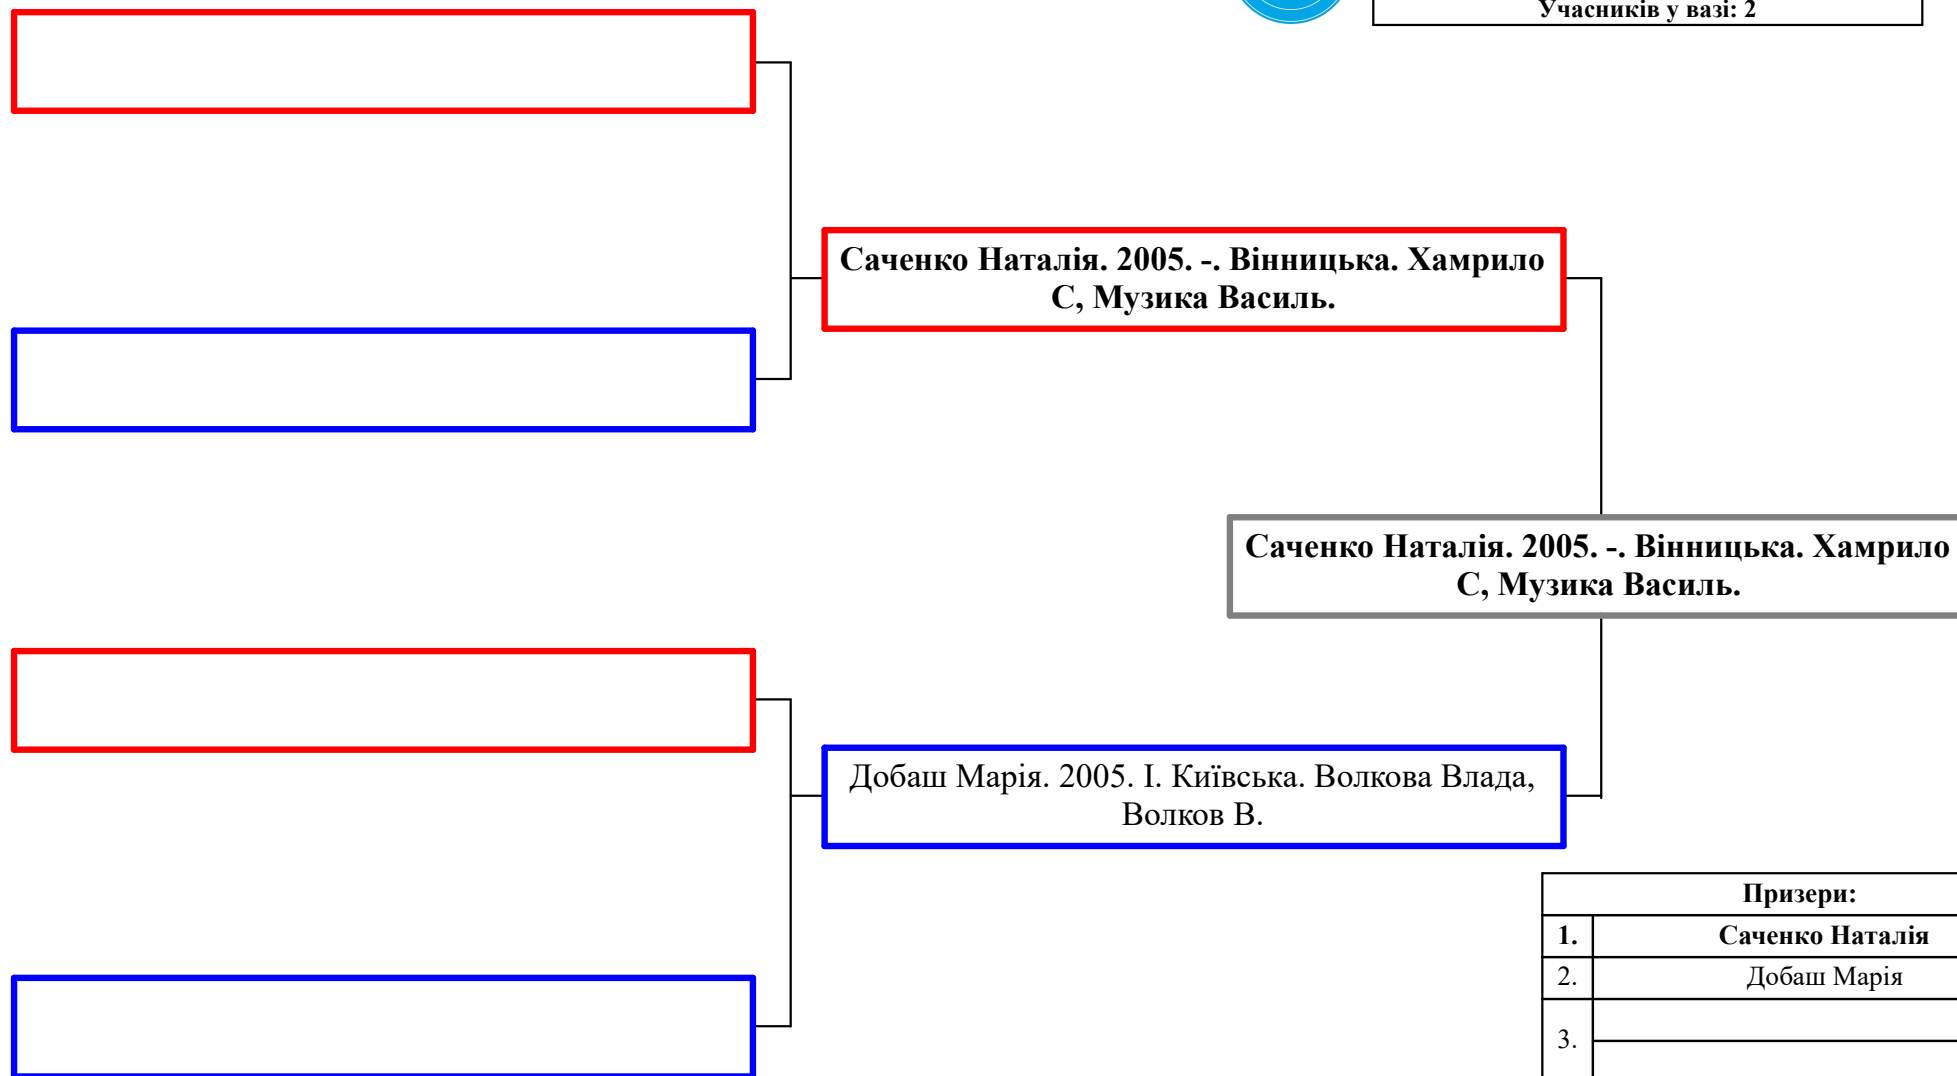 Учасників у вазі: 2
Саченко Наталія. 2005. -. Вінницька. Хамрило
С, Музика Василь.
Саченко Наталія. 2005. -. Вінницька. Хамрило
С, Музика Василь.
Добаш Марія. 2005. I. Київська. Волкова Влада,
Волков В.
Призери:
1. Саченко Наталія
2. Добаш Марія
3.